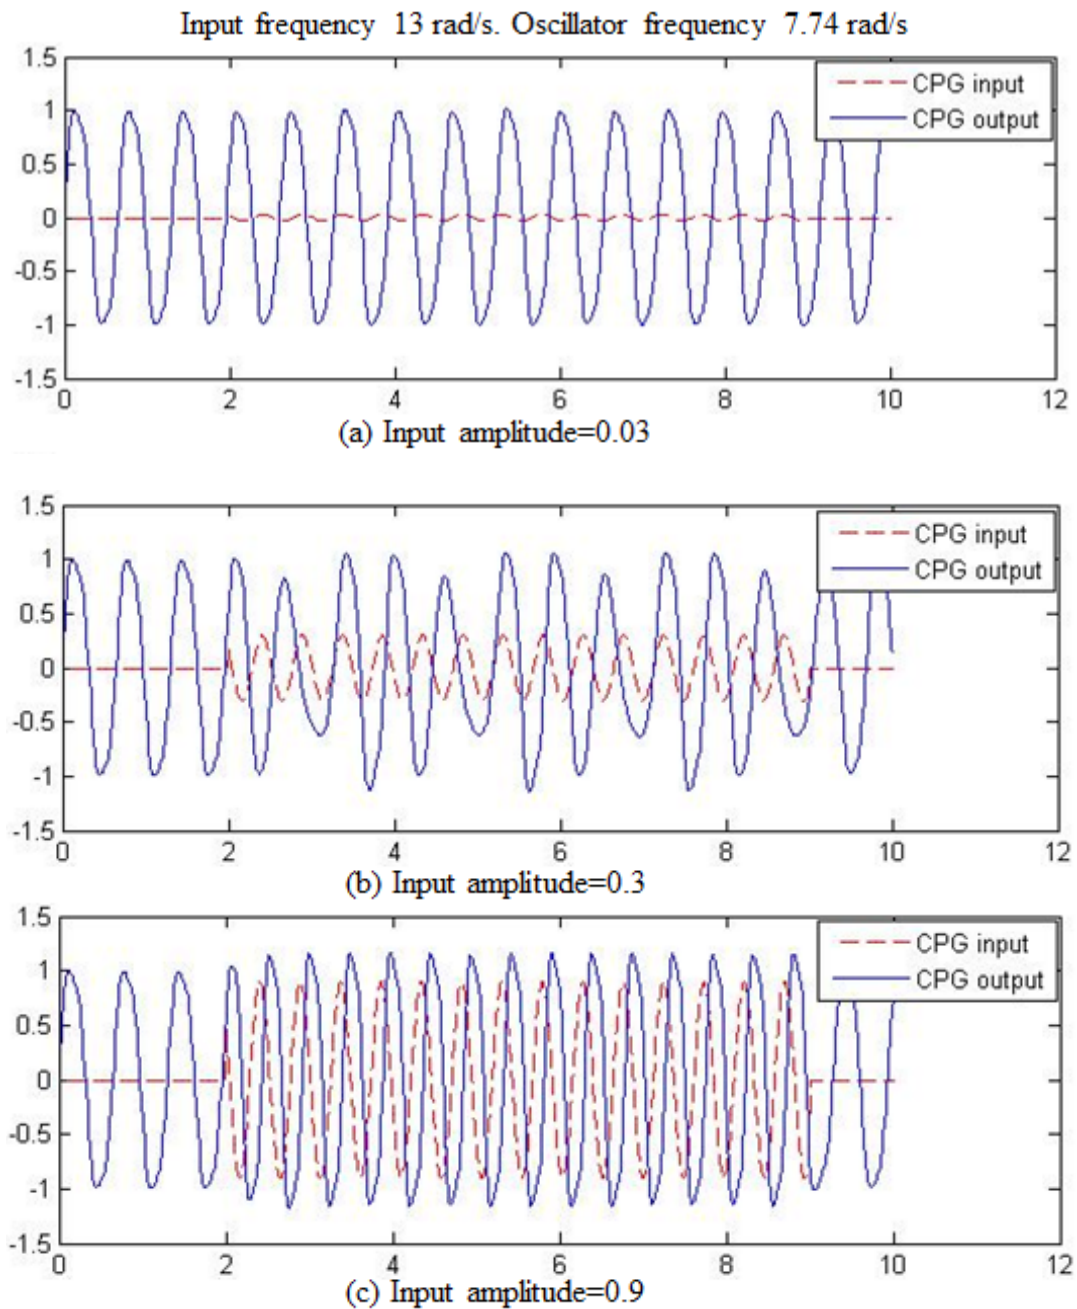 Input frequency 13 rad/s. Oscillator frequency 7.74 rad/s
1.5
1
0.5
0
-0.5
-1
-1.5
CPG input
CPG output
0 2 4 6 8 10 12
(a) Input amplitude=0.03
1.5
1
0.5
0
-0.5
-1
-1.5
CPG input
CPG output
0 2 4 6 8 10 12
(b) Input amplitude=0.3
1.5
1
0.5
0
-0.5
-1
-1.5
CPG input
CPG output
0 2 4 6 8 10 12
(c) Input amplitude=0.9